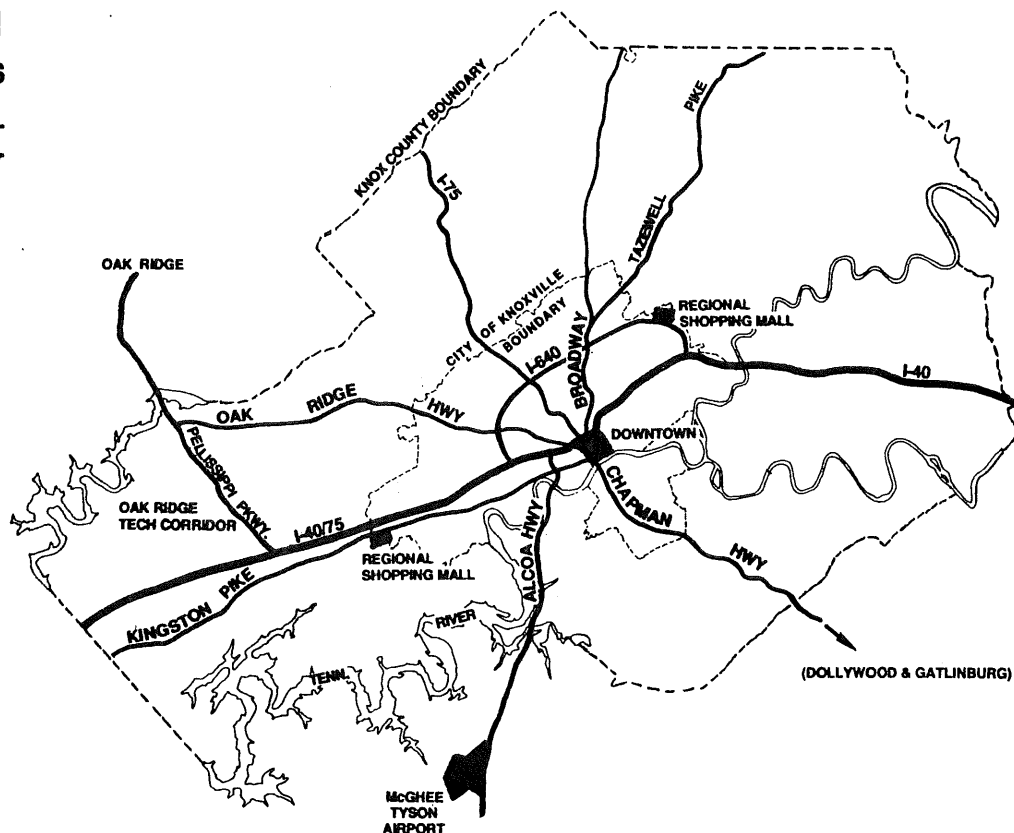 KNOX COUNTY BOUNDARY
I-75
PIKE
TAZEWELL
OAK RIDGE
CITY OF KNOXVILLE
BOUNDARY
REGIONAL
SHOPPING MALL
BROADWAY
I-640
I-40
OAK RIDGE HWY
DOWNTOWN
PELLISSIPPI PKWY.
CHAPMAN
HWY
OAK RIDGE
TECH CORRIDOR
I-40/75
ALCOA HWY
REGIONAL
SHOPPING MALL
KINGSTON PIKE
RIVER
TENN.
(DOLLYWOOD & GATLINBURG)
McGHEE
TYSON
AIRPORT